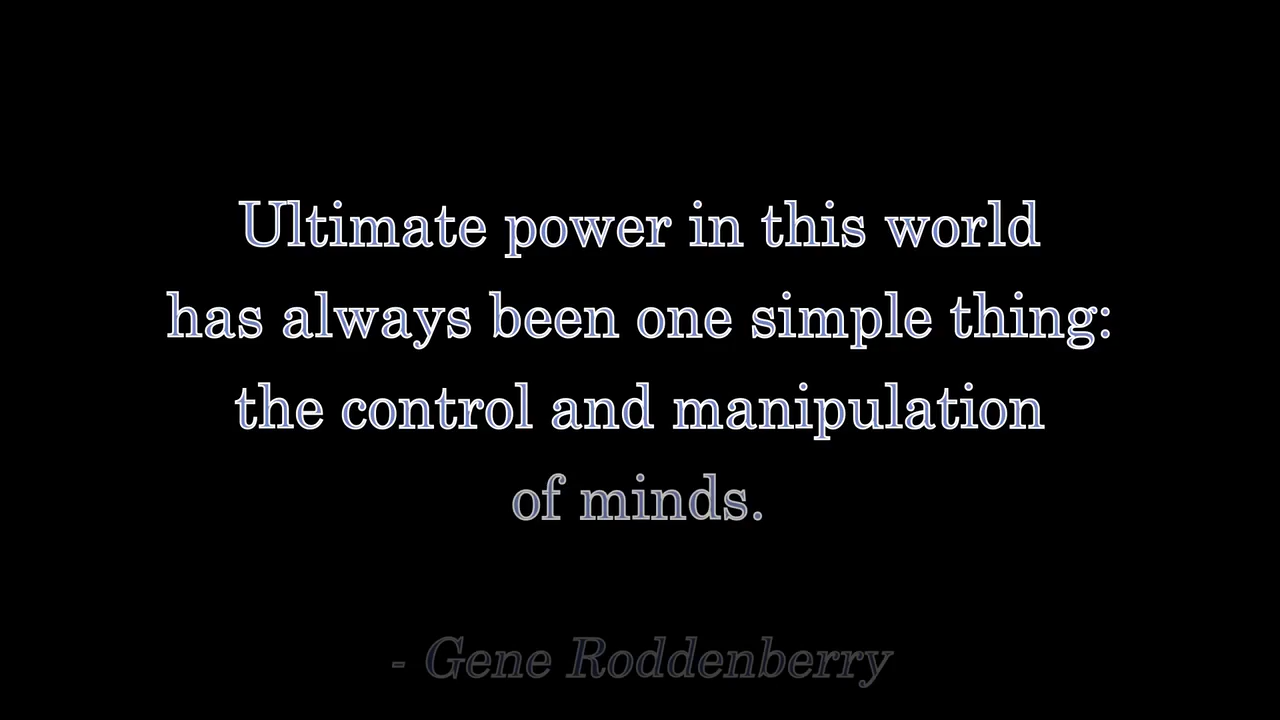 Ultimate power in this world
has always been one simple thing:
the control and manipulation
of minds.
- Gene Roddenberry